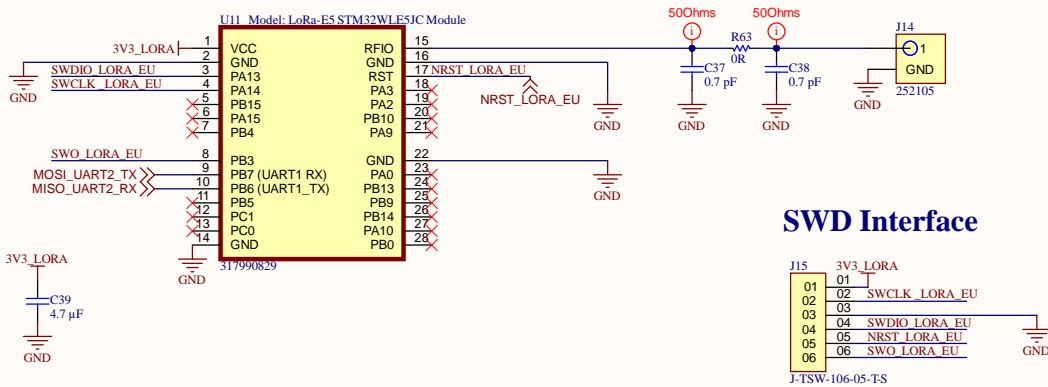 U11 Model: LoRa-E5 STM32WLE5JC Module
3V3_LORA 1 VCC
GND 2 GND
SWDIO_LORA_EU 3 PA13
SWCLK_LORA_EU 4 PA14
5 PB15
6 PA15
7 PB4
SWO_LORA_EU 8 PB3
MOSI_UART2_TX 9 PB7 (UART1 RX)
MISO_UART2_RX 10 PB6 (UART1_TX)
11 PB5
12 PC1
13 PC0
14 GND
GND
317990829
RFIO 15
GND 16
RST 17 NRST_LORA_EU
NRST_LORA_EU
PA3 18
PA2 19
PB10 20
PA9 21
GND
GND 22
GND
PA0 23
PB13 24
PB9 25
PB14 26
PA10 27
PB0 28
50Ohms
i
50Ohms
i
R63
0R
C37
0.7 pF
GND
C38
0.7 pF
GND
J14
1
GND
GND
252105
3V3_LORA
C39
4.7 µF
GND
SWD Interface
J15
3V3_LORA
01 01
02 02 SWCLK_LORA_EU
03 03
04 04 SWDIO_LORA_EU
05 05 NRST_LORA_EU
06 06 SWO_LORA_EU
GND
J-TSW-106-05-T-S